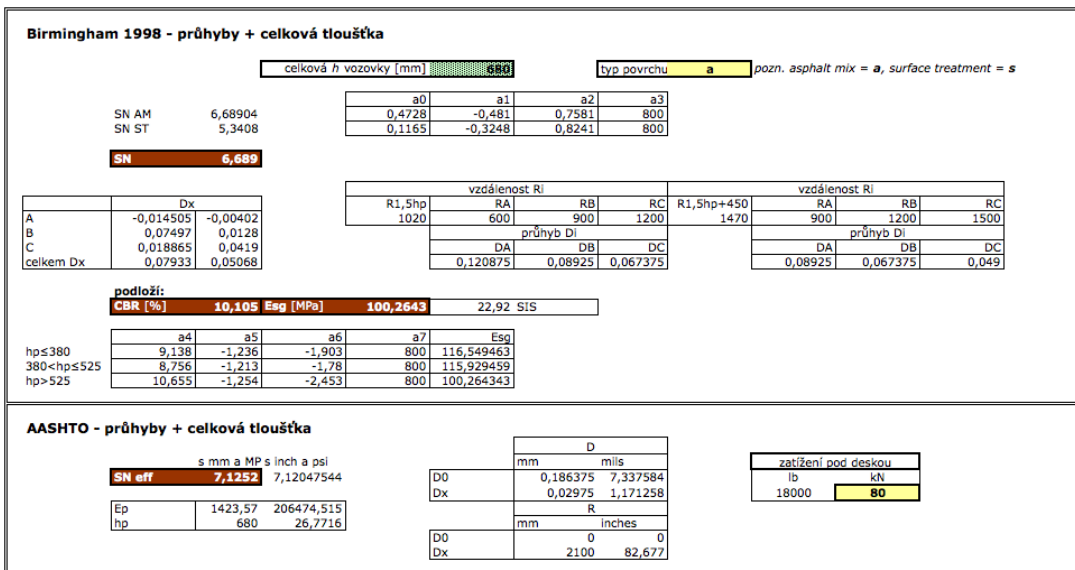 Birmingham 1998 - průhyby + celková tloušťka
celková h vozovky [mm] 680 typ povrchu a pozn. asphalt mix = a, surface treatment = s
a0 a1 a2 a3
SN AM 6,68904 0,4728 -0,481 0,7581 800
SN ST 5,3408 0,1165 -0,3248 0,8241 800
SN 6,689
vzdálenost Ri vzdálenost Ri
Dx R1,5hp RA RB RC R1,5hp+450 RA RB RC
A -0,014505 -0,00402 1020 600 900 1200 1470 900 1200 1500
B 0,07497 0,0128 průhyb Di průhyb Di
C 0,018865 0,0419 DA DB DC DA DB DC
celkem Dx 0,07933 0,05068 0,120875 0,08925 0,067375 0,08925 0,067375 0,049
podloží:
CBR [%] 10,105 Esg [MPa] 100,2643 22,92 SIS
a4 a5 a6 a7 Esg
hp≤380 9,138 -1,236 -1,903 800 116,549463
380<hp≤525 8,756 -1,213 -1,78 800 115,929459
hp>525 10,655 -1,254 -2,453 800 100,264343
AASHTO - průhyby + celková tloušťka
D
s mm a MP s inch a psi mm mils zatížení pod deskou
SN eff 7,1252 7,12047544 D0 0,186375 7,337584 lb kN
Dx 0,02975 1,171258 18000 80
Ep 1423,57 206474,515 R
hp 680 26,7716 mm inches
D0 0 0
Dx 2100 82,677